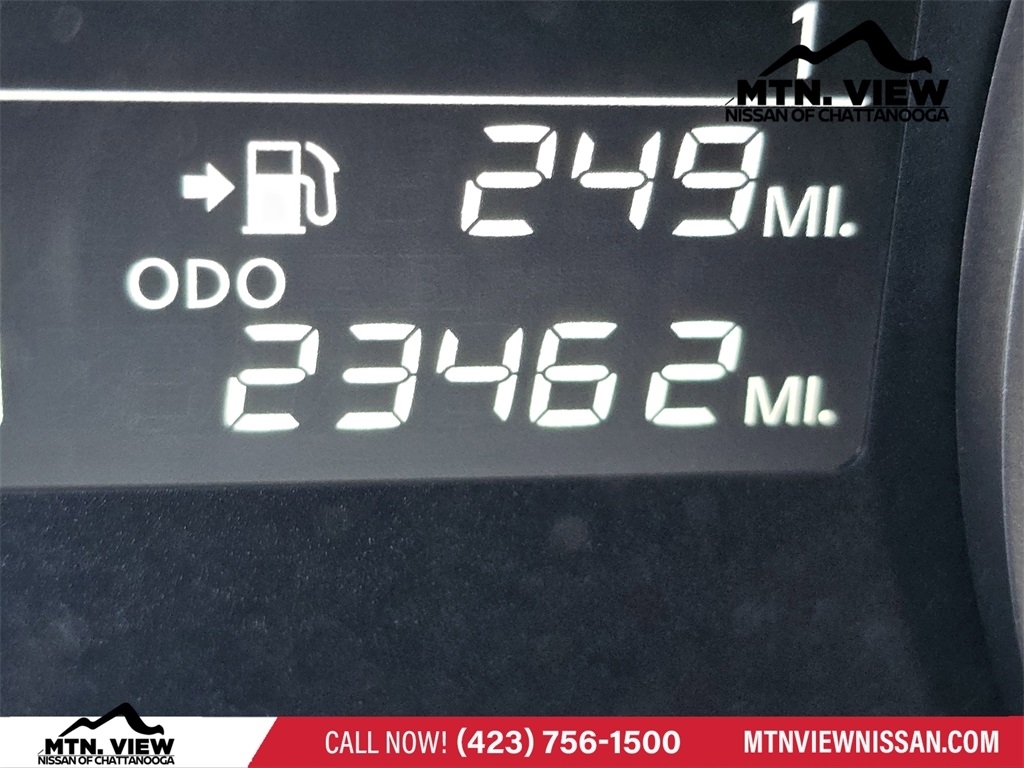 1
MTN. VIEW
NISSAN OF CHATTANOOGA
249 MI.
ODO
23462 MI.
MTN. VIEW
NISSAN OF CHATTANOOGA
CALL NOW! (423) 756-1500
MTNVIEWNISSAN.COM